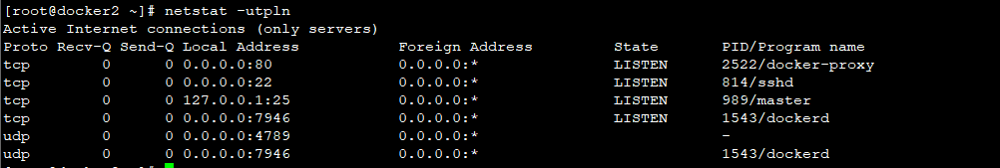 [root@docker2 ~]# netstat -utpln
Active Internet connections (only servers)
Proto Recv-Q Send-Q Local Address           Foreign Address         State       PID/Program name
tcp        0      0 0.0.0.0:80              0.0.0.0:*               LISTEN      2522/docker-proxy
tcp        0      0 0.0.0.0:22              0.0.0.0:*               LISTEN      814/sshd
tcp        0      0 127.0.0.1:25            0.0.0.0:*               LISTEN      989/master
tcp        0      0 0.0.0.0:7946            0.0.0.0:*               LISTEN      1543/dockerd
udp        0      0 0.0.0.0:4789            0.0.0.0:*                           -
udp        0      0 0.0.0.0:7946            0.0.0.0:*                           1543/dockerd